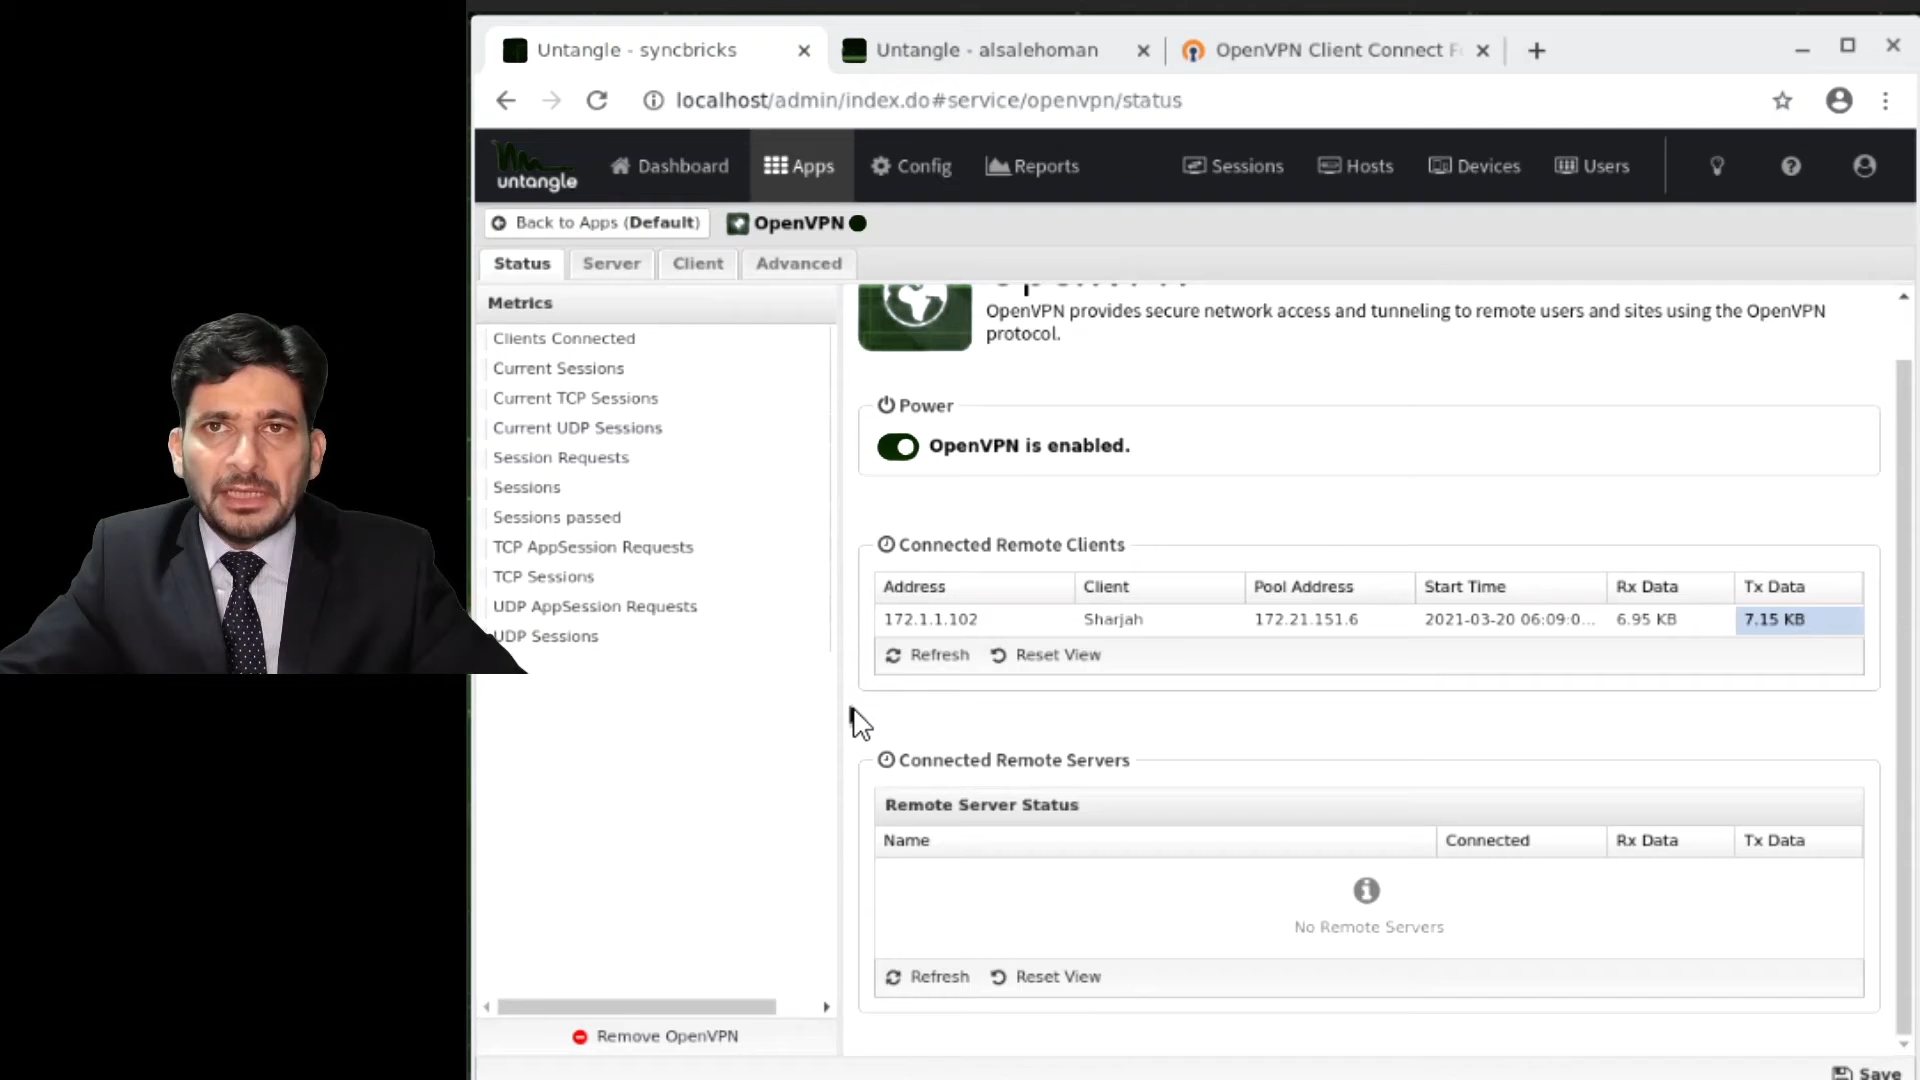 Untangle - syncbricks
Untangle - alsalehoman
OpenVPN Client Connect F
localhost/admin/index.do#service/openvpn/status
untangle
Dashboard
Apps
Config
Reports
Sessions
Hosts
Devices
Users
Back to Apps (Default)
OpenVPN
Status
Server
Client
Advanced
Metrics
Clients Connected
Current Sessions
Current TCP Sessions
Current UDP Sessions
Session Requests
Sessions
Sessions passed
TCP AppSession Requests
TCP Sessions
UDP AppSession Requests
UDP Sessions
Remove OpenVPN
OpenVPN provides secure network access and tunneling to remote users and sites using the OpenVPN
protocol.
Power
OpenVPN is enabled.
Connected Remote Clients
Address Client Pool Address Start Time Rx Data Tx Data
172.1.1.102 Sharjah 172.21.151.6 2021-03-20 06:09:0... 6.95 KB 7.15 KB
Refresh Reset View
Connected Remote Servers
Remote Server Status
Name Connected Rx Data Tx Data
No Remote Servers
Refresh Reset View
Save